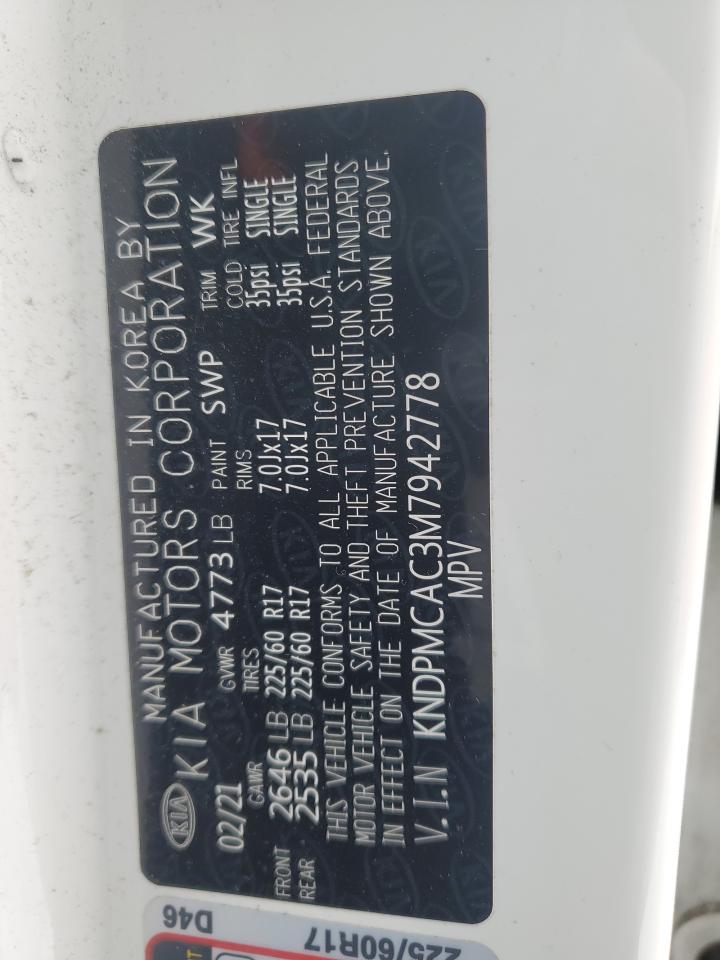 MANUFACTURED IN KOREA BY
KIA KIA MOTORS CORPORATION
02/21 GVWR 4773 LB PAINT SWP TRIM WK
GAWR TIRES RIMS COLD TIRE INFL
FRONT 2646 LB 225/60 R17 7.0Jx17 35psi SINGLE
REAR 2535 LB 225/60 R17 7.0Jx17 35psi SINGLE
THIS VEHICLE CONFORMS TO ALL APPLICABLE U.S.A. FEDERAL
MOTOR VEHICLE SAFETY AND THEFT PREVENTION STANDARDS
IN EFFECT ON THE DATE OF MANUFACTURE SHOWN ABOVE.
V.I.N KNDPMCAC3M7942778
MPV
D46
225/60R17